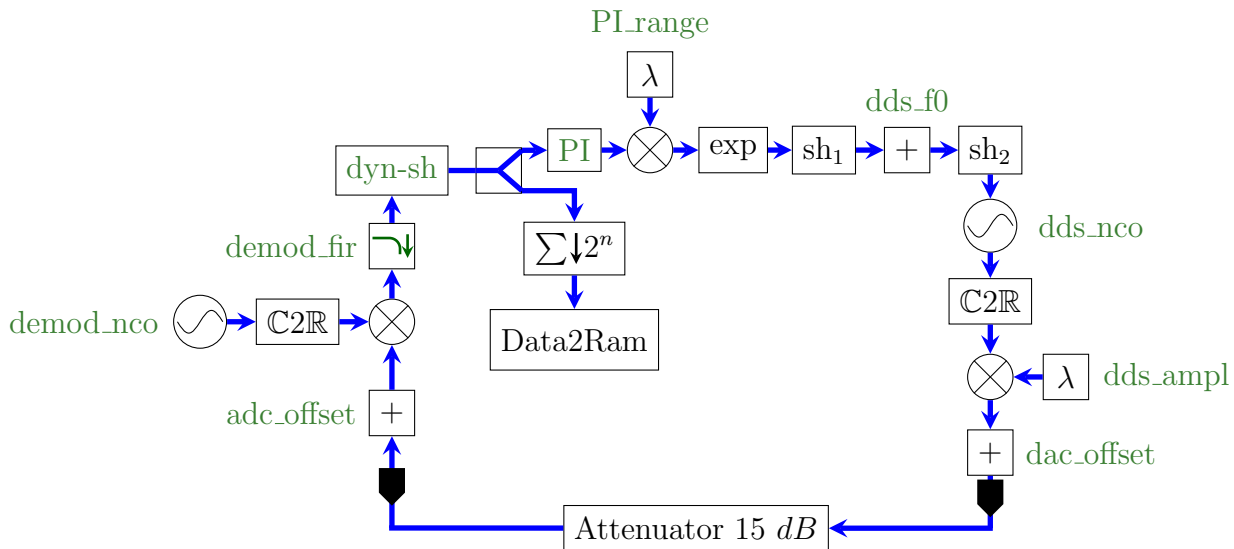 PI_range
λ
dds_f0
dyn-sh
PI
exp
sh₁
+
sh₂
demod_fir
∑↓2ⁿ
dds_nco
demod_nco
ℂ2ℝ
ℂ2ℝ
Data2Ram
λ
dds_ampl
adc_offset
+
+
dac_offset
Attenuator 15 dB